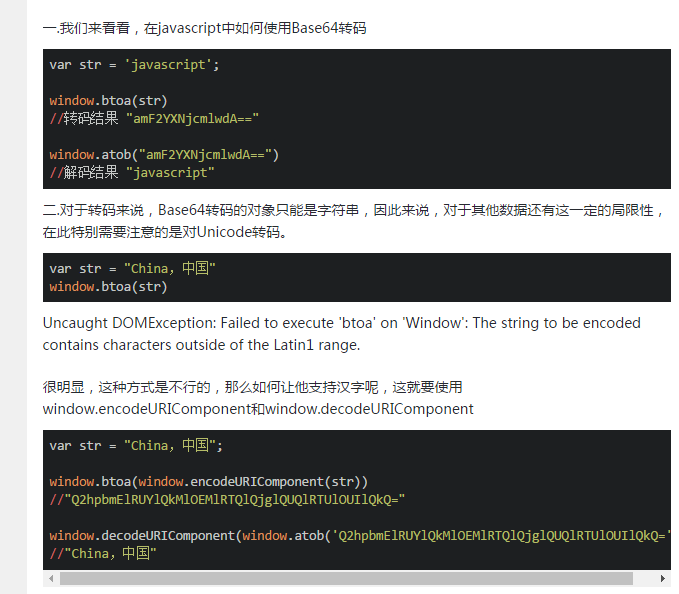 一.我们来看看，在javascript中如何使用Base64转码
var str = 'javascript';
window.btoa(str)
//转码结果 "amF2YXNjcmlwdA=="
window.atob("amF2YXNjcmlwdA==")
//解码结果 "javascript"
二.对于转码来说，Base64转码的对象只能是字符串，因此来说，对于其他数据还有这一定的局限性，
在此特别需要注意的是对Unicode转码。
var str = "China，中国"
window.btoa(str)
Uncaught DOMException: Failed to execute 'btoa' on 'Window': The string to be encoded
contains characters outside of the Latin1 range.
很明显，这种方式是不行的，那么如何让他支持汉字呢，这就要使用
window.encodeURIComponent和window.decodeURIComponent
var str = "China，中国";
window.btoa(window.encodeURIComponent(str))
//"Q2hpbmElRUYlQkMlOEMlRTQlQjglQUQlRTUlOUIlQkQ="
window.decodeURIComponent(window.atob('Q2hpbmElRUYlQkMlOEMlRTQlQjglQUQlRTUlOUIlQkQ='
//"China，中国"